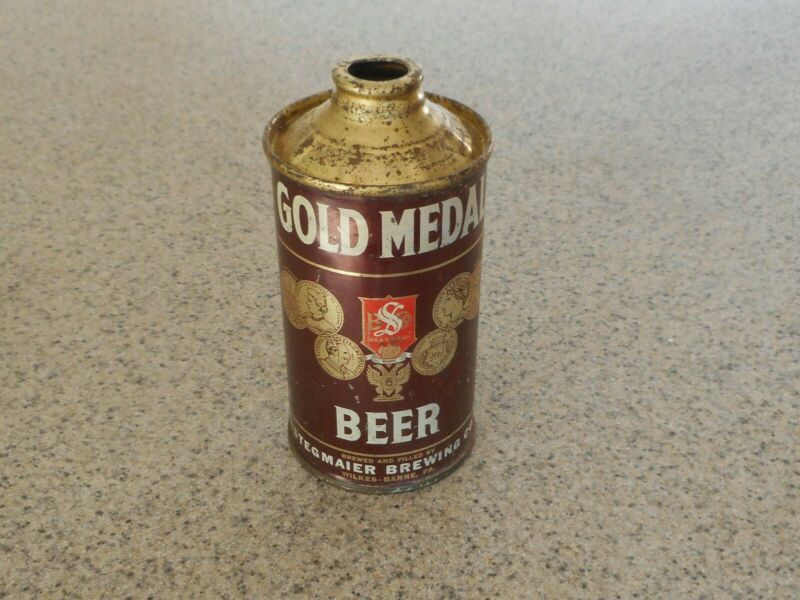 GOLD MEDAL
S
BEER
BREWED AND FILLED BY
STEGMAIER BREWING CO
WILKES-BARRE, PA.